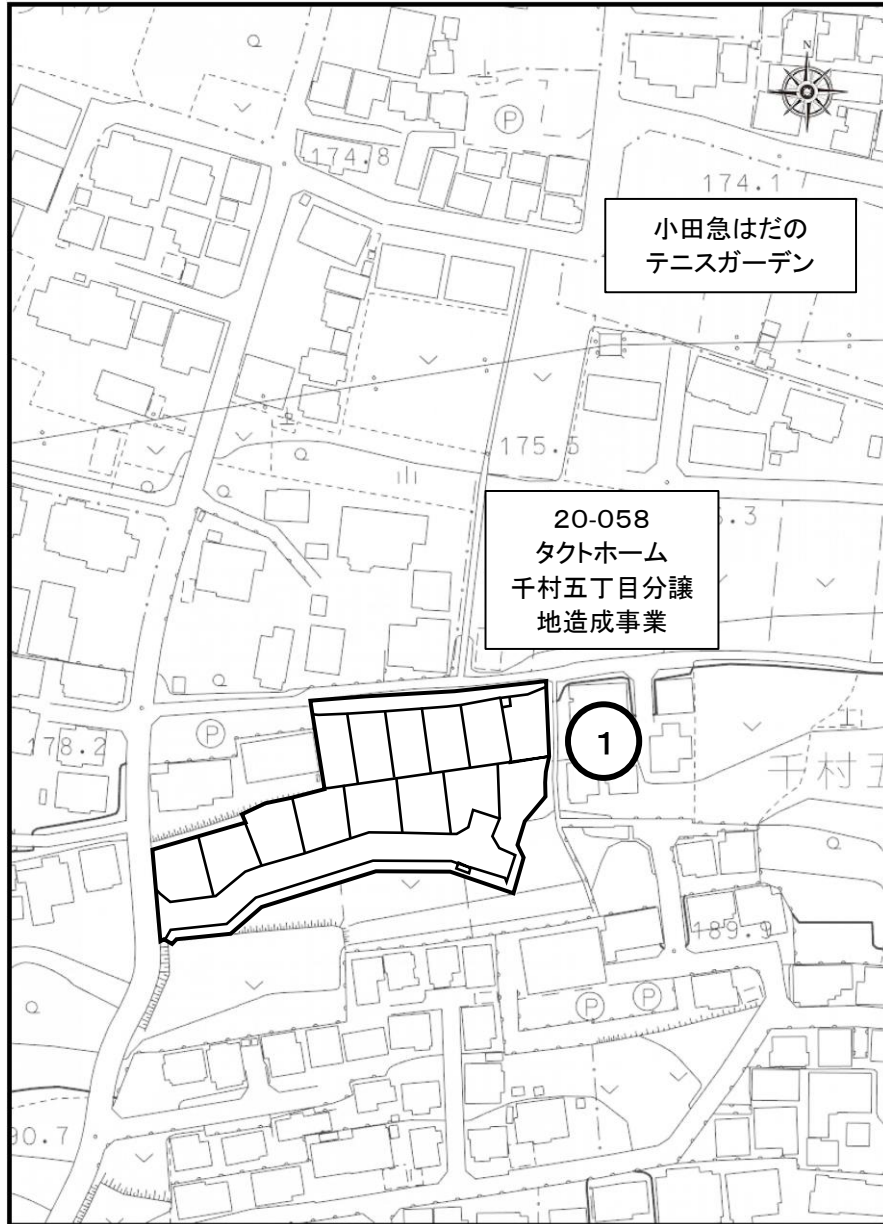 N
174.8
Ⓟ
174.1
小田急はだの
テニスガーデン
175.5
20-058
タクトホーム
千村五丁目分譲
地造成事業
Ⓟ
1
178.2
千村五
189.9
Ⓟ
Ⓟ
90.7